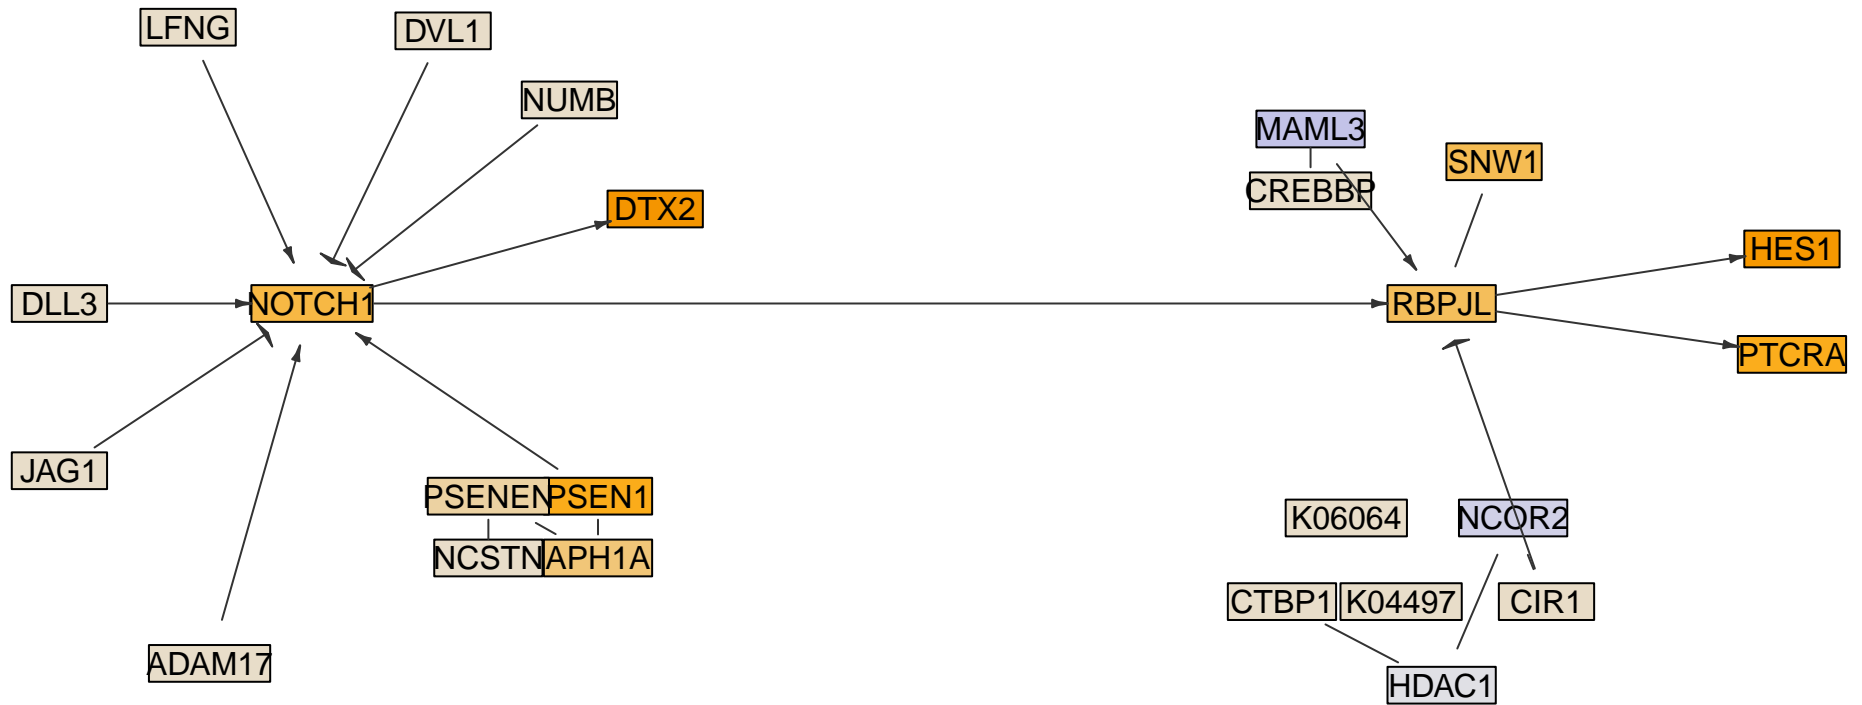 LFNG
DVL1
NUMB
MAML3
SNW1
CREBBP
DTX2
HES1
DLL3
NOTCH1
RBPJL
PTCRA
JAG1
PSENEN
PSEN1
K06064
NCOR2
NCSTN
APH1A
CTBP1
K04497
CIR1
ADAM17
HDAC1